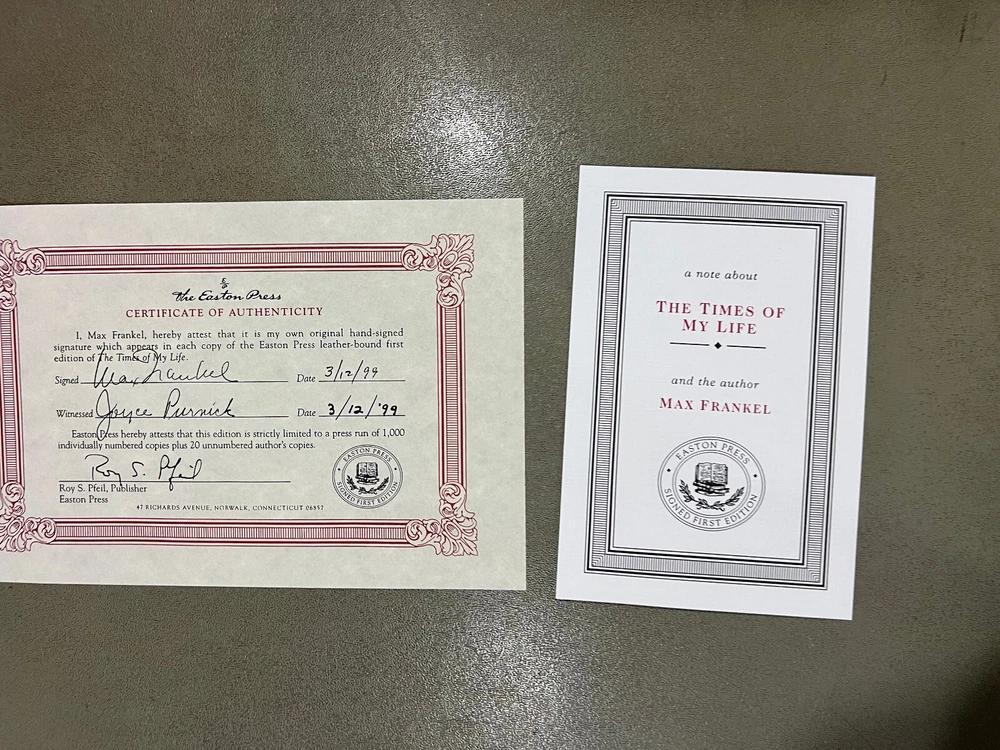 The Easton Press
CERTIFICATE OF AUTHENTICITY
I, Max Frankel, hereby attest that it is my own original hand-signed
signature which appears in each copy of the Easton Press leather-bound first
edition of The Times of My Life.
Signed Max Frankel Date 3/12/99
Witnessed Joyce Purnick Date 3/12/'99
Easton Press hereby attests that this edition is strictly limited to a press run of 1,000
individually numbered copies plus 20 unnumbered author's copies.
Roy S. Pfeil
Roy S. Pfeil, Publisher
Easton Press
47 RICHARDS AVENUE, NORWALK, CONNECTICUT 06857
EASTON PRESS
SIGNED FIRST EDITION
a note about
THE TIMES OF
MY LIFE
and the author
MAX FRANKEL
EASTON PRESS
SIGNED FIRST EDITION